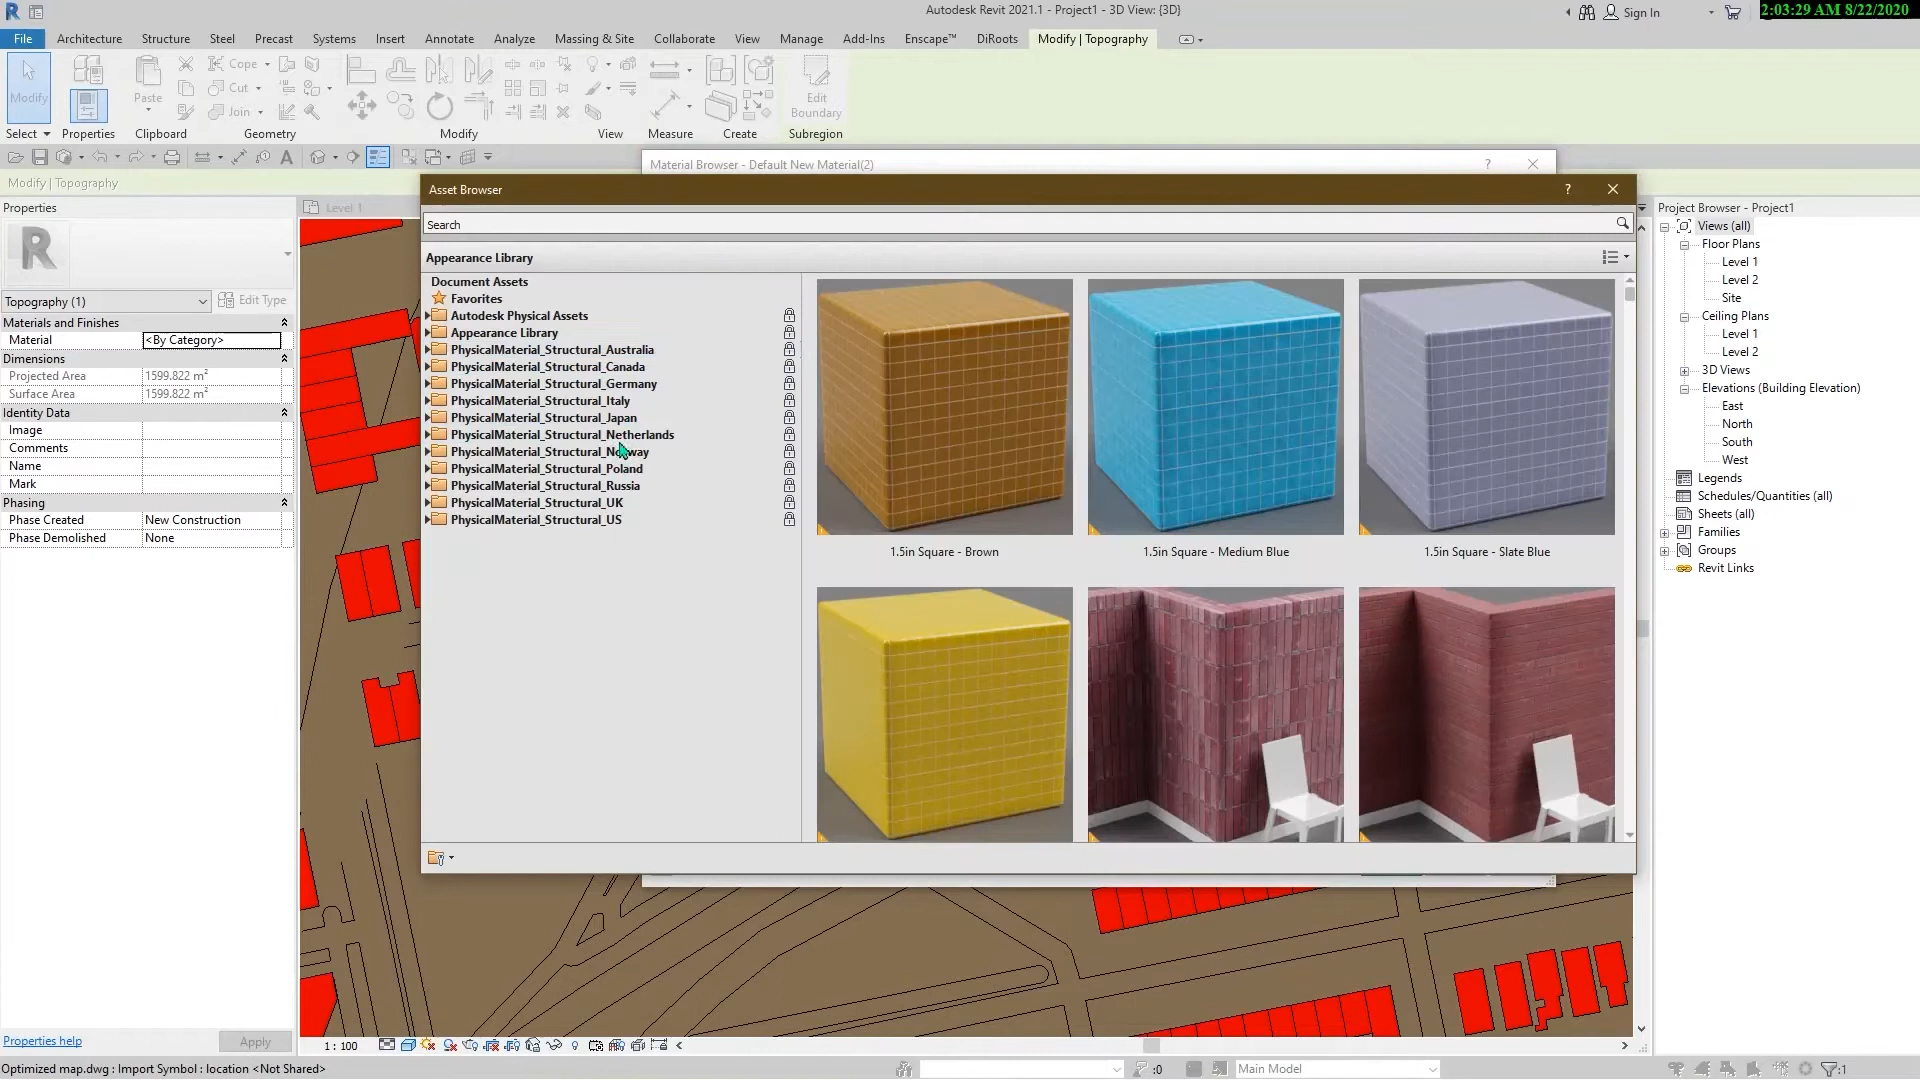 Autodesk Revit 2021.1 - Project1 - 3D View: {3D}
Sign In
2:03:29 AM 8/22/2020
File Architecture Structure Steel Precast Systems Insert Annotate Analyze Massing & Site Collaborate View Manage Add-Ins Enscape™ DiRoots Modify | Topography
Modify
Paste
Cope
Cut
Join
Edit
Boundary
Select Properties Clipboard Geometry Modify View Measure Create Subregion
Modify | Topography
Material Browser - Default New Material(2)
Properties
Topography (1)
Edit Type
Materials and Finishes
Material <By Category>
Dimensions
Projected Area 1599.822 m²
Surface Area 1599.822 m²
Identity Data
Image
Comments
Name
Mark
Phasing
Phase Created New Construction
Phase Demolished None
Properties help
Apply
Level 1
Asset Browser
Search
Appearance Library
Document Assets
Favorites
Autodesk Physical Assets
Appearance Library
PhysicalMaterial_Structural_Australia
PhysicalMaterial_Structural_Canada
PhysicalMaterial_Structural_Germany
PhysicalMaterial_Structural_Italy
PhysicalMaterial_Structural_Japan
PhysicalMaterial_Structural_Netherlands
PhysicalMaterial_Structural_Norway
PhysicalMaterial_Structural_Poland
PhysicalMaterial_Structural_Russia
PhysicalMaterial_Structural_UK
PhysicalMaterial_Structural_US
1.5in Square - Brown
1.5in Square - Medium Blue
1.5in Square - Slate Blue
Project Browser - Project1
Views (all)
Floor Plans
Level 1
Level 2
Site
Ceiling Plans
Level 1
Level 2
3D Views
Elevations (Building Elevation)
East
North
South
West
Legends
Schedules/Quantities (all)
Sheets (all)
Families
Groups
Revit Links
1 : 100
Optimized map.dwg : Import Symbol : location <Not Shared>
:0
Main Model
:1